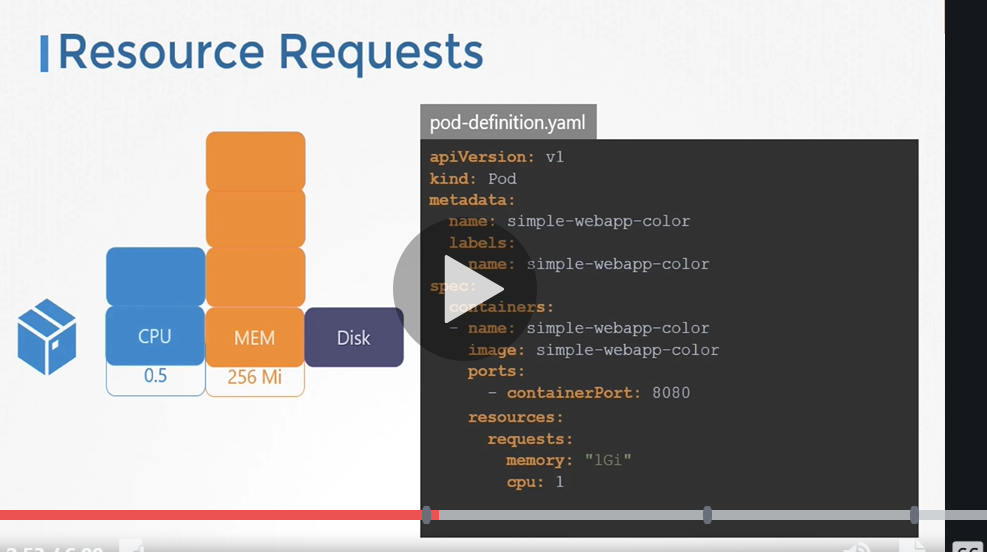 Resource Requests
pod-definition.yaml
apiVersion: v1
kind: Pod
metadata:
name: simple-webapp-color
labels:
name: simple-webapp-color
spec:
containers:
- name: simple-webapp-color
image: simple-webapp-color
ports:
- containerPort: 8080
resources:
requests:
memory: "1Gi"
cpu: 1
CPU
MEM
Disk
0.5
256 Mi